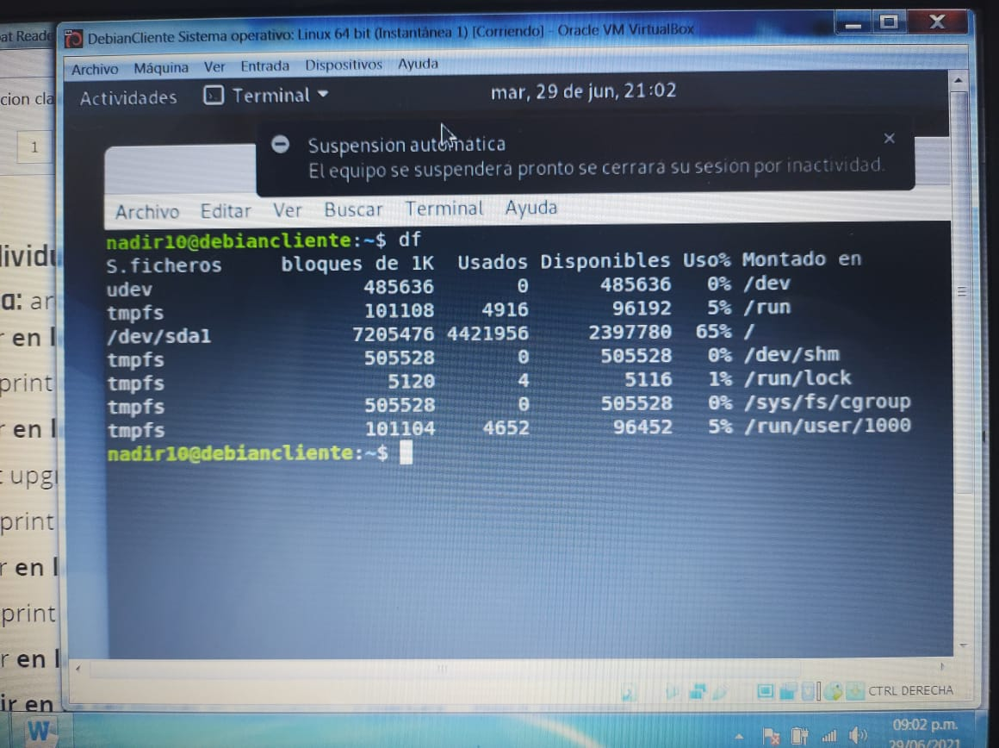 DebianCliente Sistema operativo: Linux 64 bit (Instantánea 1) [Corriendo] - Oracle VM VirtualBox
Archivo Máquina Ver Entrada Dispositivos Ayuda
Actividades Terminal mar, 29 de jun, 21:02
Suspensión automática
El equipo se suspenderá pronto se cerrará su sesión por inactividad.
Archivo Editar Ver Buscar Terminal Ayuda
nadir10@debiancliente:~$ df
S.ficheros bloques de 1K Usados Disponibles Uso% Montado en
udev 485636 0 485636 0% /dev
tmpfs 101108 4916 96192 5% /run
/dev/sda1 7205476 4421956 2397780 65% /
tmpfs 505528 0 505528 0% /dev/shm
tmpfs 5120 4 5116 1% /run/lock
tmpfs 505528 0 505528 0% /sys/fs/cgroup
tmpfs 101104 4652 96452 5% /run/user/1000
nadir10@debiancliente:~$
CTRL DERECHA
09:02 p.m.
29/06/2021
at Reade
cion cla
1
a: ar
r en l
print
r en l
upgr
print
r en l
print
r en l
ir en
W